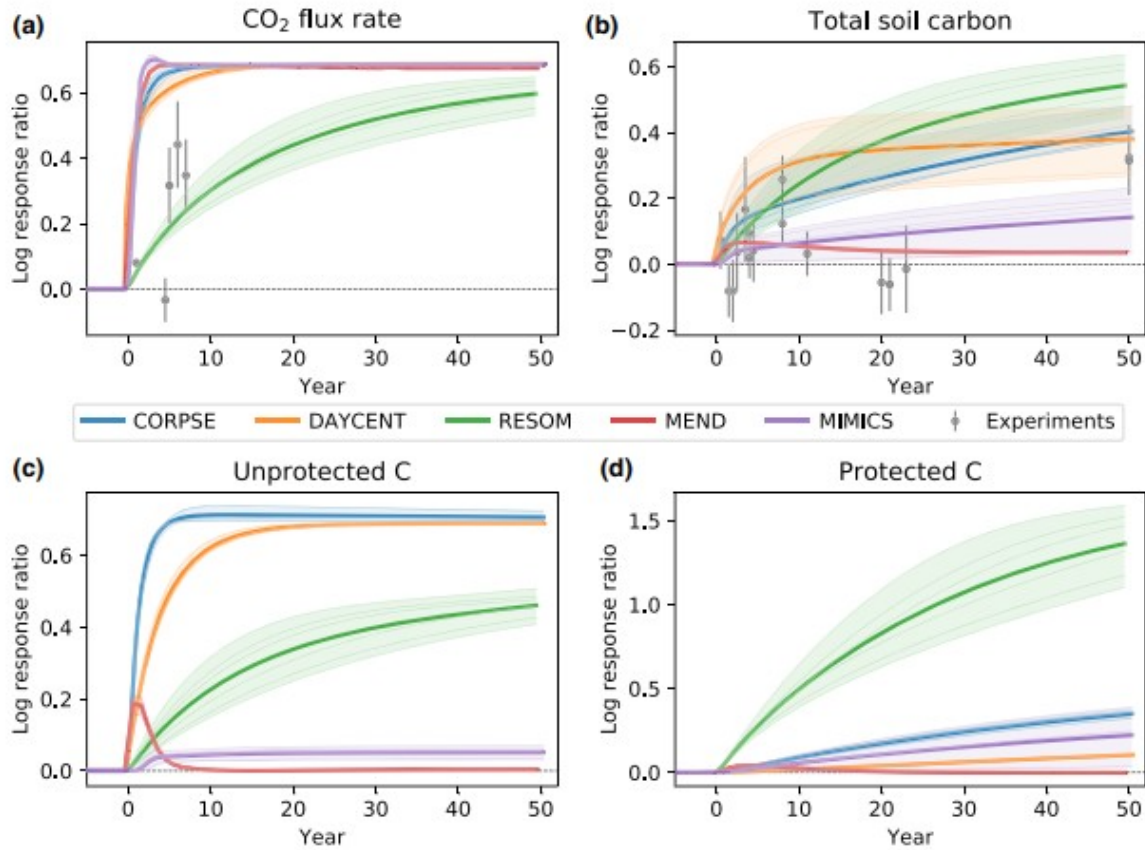 (a) CO₂ flux rate
Log response ratio
0.6
0.4
0.2
0.0
0 10 20 30 40 50
Year
(b) Total soil carbon
Log response ratio
0.6
0.4
0.2
0.0
−0.2
0 10 20 30 40 50
Year
CORPSE DAYCENT RESOM MEND MIMICS Experiments
(c) Unprotected C
Log response ratio
0.6
0.4
0.2
0.0
0 10 20 30 40 50
Year
(d) Protected C
Log response ratio
1.5
1.0
0.5
0.0
0 10 20 30 40 50
Year